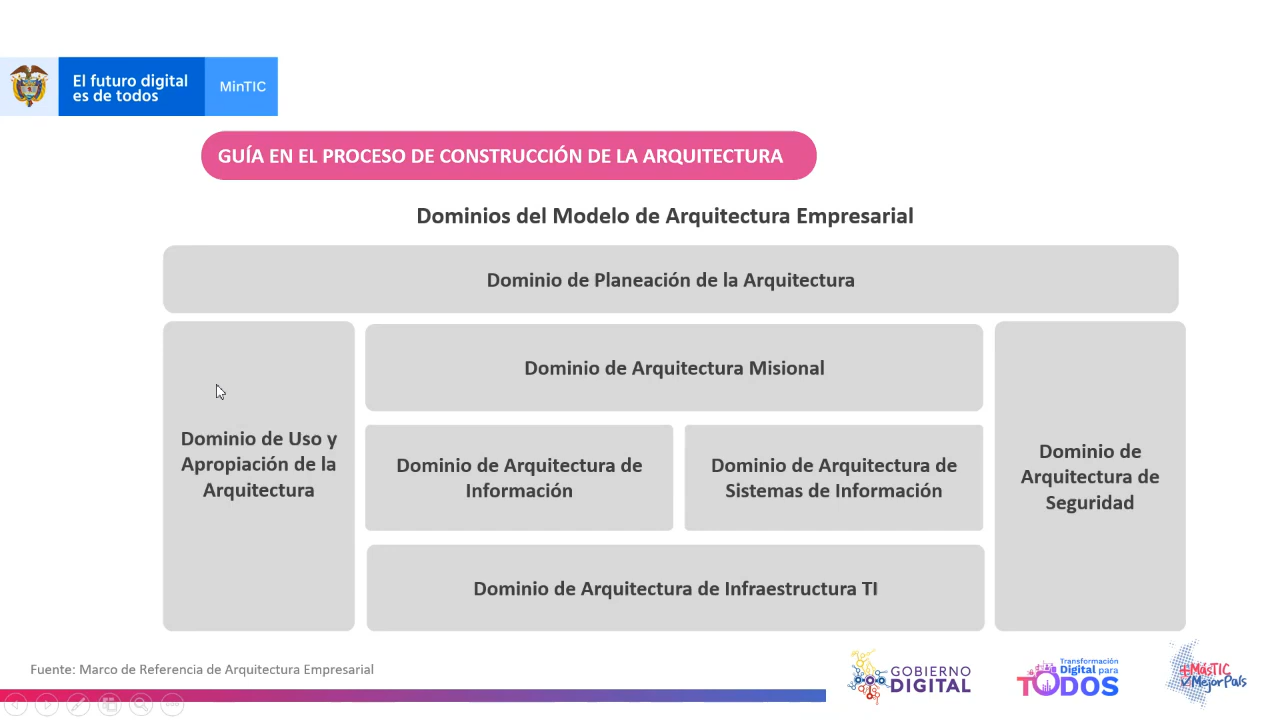 El futuro digital
es de todos
MinTIC
GUÍA EN EL PROCESO DE CONSTRUCCIÓN DE LA ARQUITECTURA
Dominios del Modelo de Arquitectura Empresarial
Dominio de Planeación de la Arquitectura
Dominio de Uso y
Apropiación de la
Arquitectura
Dominio de Arquitectura Misional
Dominio de Arquitectura de
Información
Dominio de Arquitectura de
Sistemas de Información
Dominio de Arquitectura de Infraestructura TI
Dominio de
Arquitectura de
Seguridad
Fuente: Marco de Referencia de Arquitectura Empresarial
GOBIERNO
DIGITAL
Transformación
Digital para
TODOS
+MásTIC
✓MejorPaís